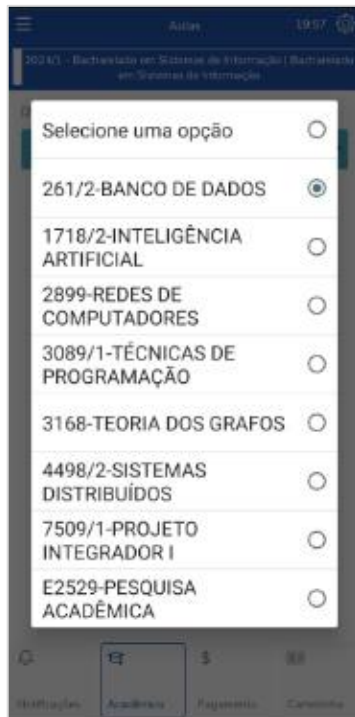 Aulas
19:57
2024/1 - Bacharelado em Sistemas de Informação | Bacharelado
em Sistemas de Informação
Selecione uma opção
261/2-BANCO DE DADOS
1718/2-INTELIGÊNCIA
ARTIFICIAL
2899-REDES DE
COMPUTADORES
3089/1-TÉCNICAS DE
PROGRAMAÇÃO
3168-TEORIA DOS GRAFOS
4498/2-SISTEMAS
DISTRIBUÍDOS
7509/1-PROJETO
INTEGRADOR I
E2529-PESQUISA
ACADÊMICA
Notificações
Acadêmico
Pagamento
Carteirinha